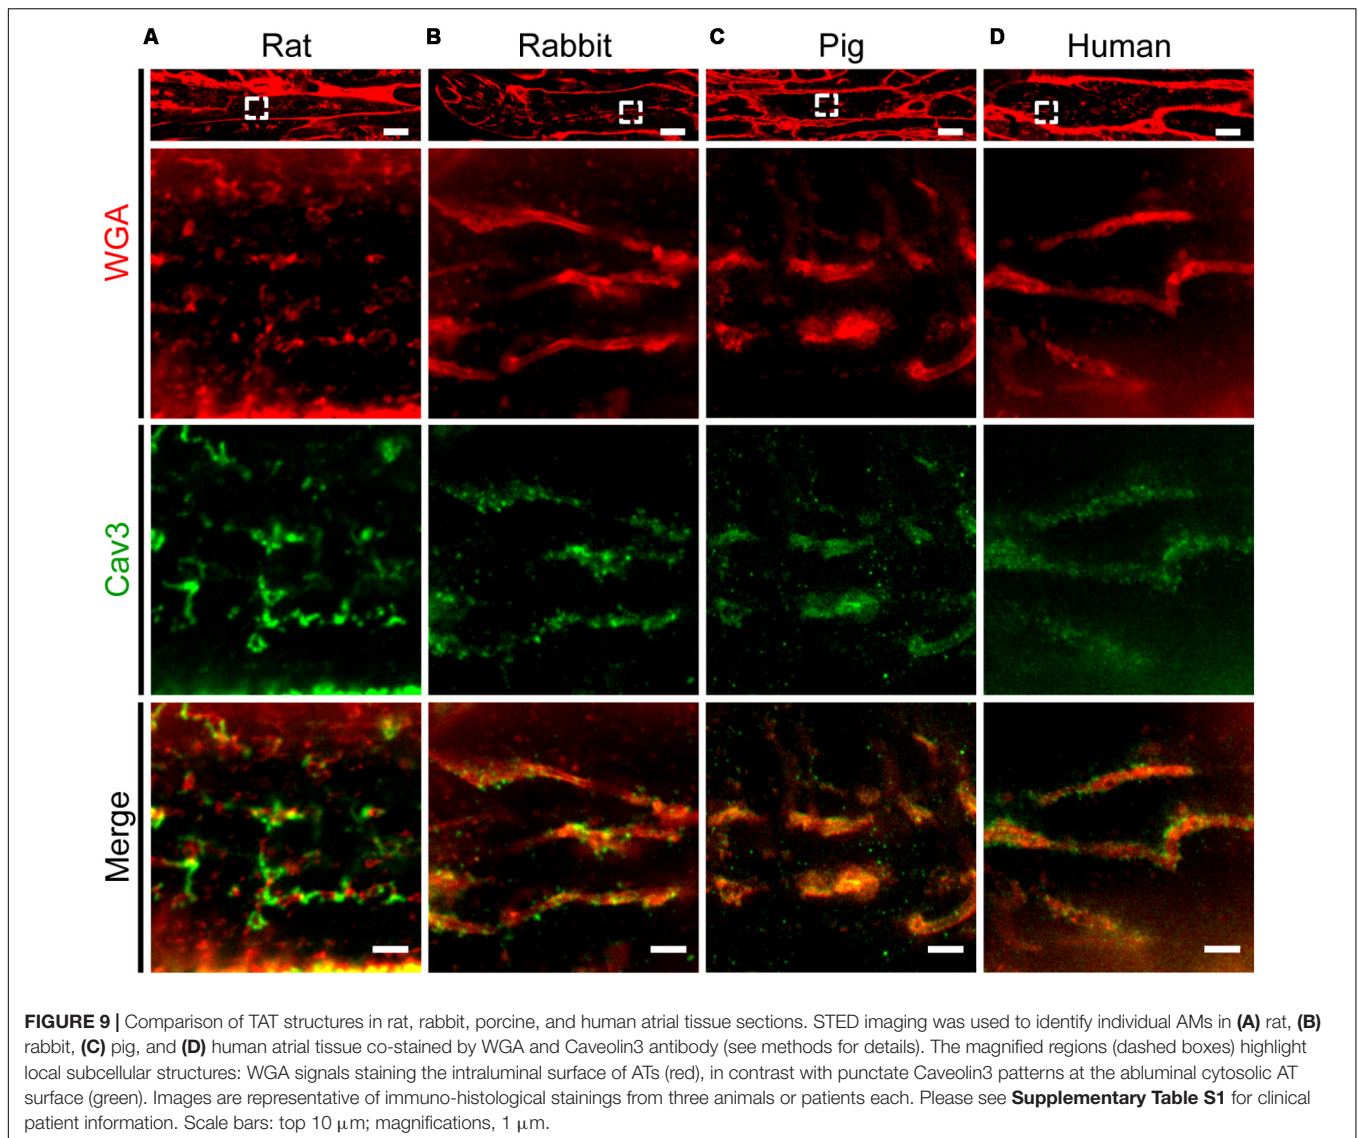 A
Rat
B
Rabbit
C
Pig
D
Human
WGA
Cav3
Merge
FIGURE 9 | Comparison of TAT structures in rat, rabbit, porcine, and human atrial tissue sections. STED imaging was used to identify individual AMs in (A) rat, (B)
rabbit, (C) pig, and (D) human atrial tissue co-stained by WGA and Caveolin3 antibody (see methods for details). The magnified regions (dashed boxes) highlight
local subcellular structures: WGA signals staining the intraluminal surface of ATs (red), in contrast with punctate Caveolin3 patterns at the abluminal cytosolic AT
surface (green). Images are representative of immuno-histological stainings from three animals or patients each. Please see Supplementary Table S1 for clinical
patient information. Scale bars: top 10 μm; magnifications, 1 μm.